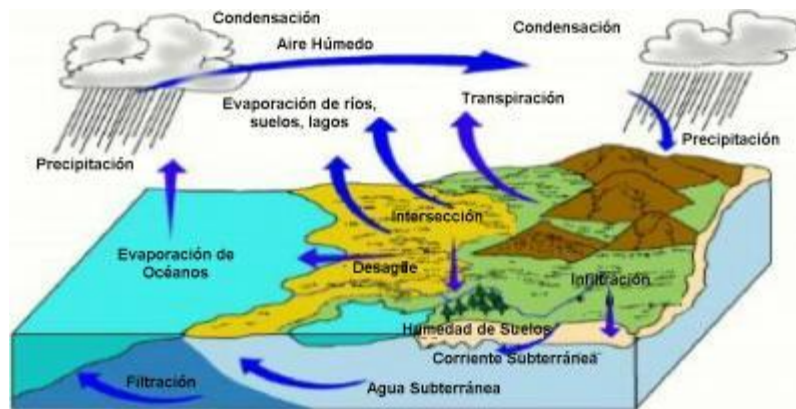 Condensación
Condensación
Aire Húmedo
Evaporación de ríos,
suelos, lagos
Transpiración
Precipitación
Precipitación
Intersección
Evaporación de
Océanos
Desagüe
Infiltración
Humedad de Suelos
Corriente Subterránea
Filtración
Agua Subterránea